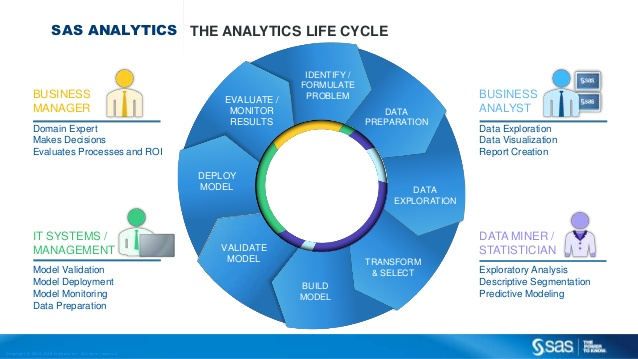 SAS ANALYTICS THE ANALYTICS LIFE CYCLE
IDENTIFY /
FORMULATE
PROBLEM
DATA
PREPARATION
DATA
EXPLORATION
TRANSFORM
& SELECT
BUILD
MODEL
VALIDATE
MODEL
DEPLOY
MODEL
EVALUATE /
MONITOR
RESULTS
BUSINESS
MANAGER
Domain Expert
Makes Decisions
Evaluates Processes and ROI
BUSINESS
ANALYST
sas
sas
Data Exploration
Data Visualization
Report Creation
IT SYSTEMS /
MANAGEMENT
Model Validation
Model Deployment
Model Monitoring
Data Preparation
DATA MINER /
STATISTICIAN
Exploratory Analysis
Descriptive Segmentation
Predictive Modeling
sas
THE
POWER
TO KNOW.